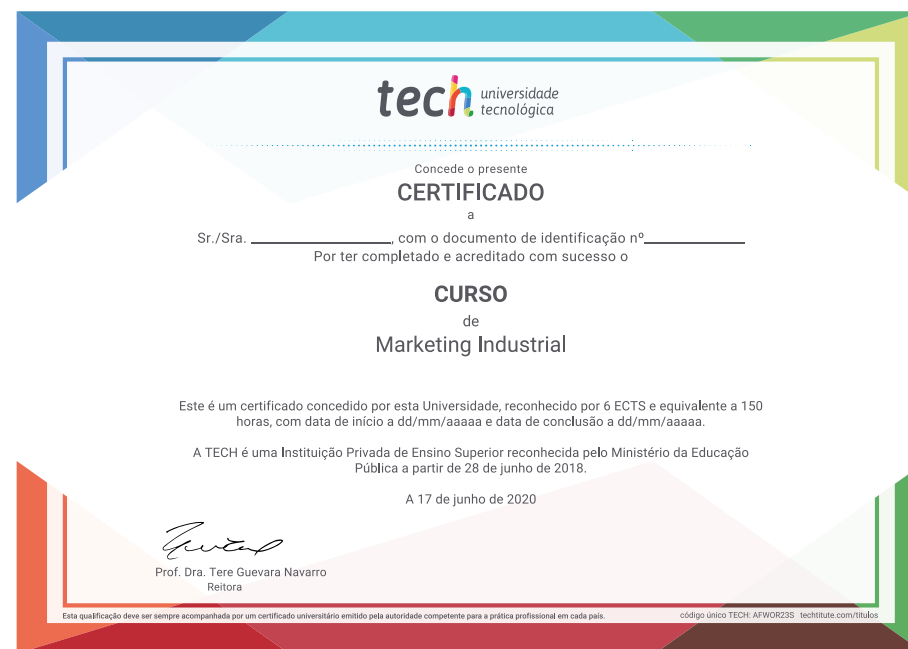 tech universidade
tecnológica
Concede o presente
CERTIFICADO
a
Sr./Sra. ____________________, com o documento de identificação nº______________
Por ter completado e acreditado com sucesso o
CURSO
de
Marketing Industrial
Este é um certificado concedido por esta Universidade, reconhecido por 6 ECTS e equivalente a 150
horas, com data de início a dd/mm/aaaaa e data de conclusão a dd/mm/aaaaa.
A TECH é uma Instituição Privada de Ensino Superior reconhecida pelo Ministério da Educação
Pública a partir de 28 de junho de 2018.
A 17 de junho de 2020
Prof. Dra. Tere Guevara Navarro
Reitora
Esta qualificação deve ser sempre acompanhada por um certificado universitário emitido pela autoridade competente para a prática profissional em cada país.
código único TECH: AFWOR23S techtitute.com/titulos